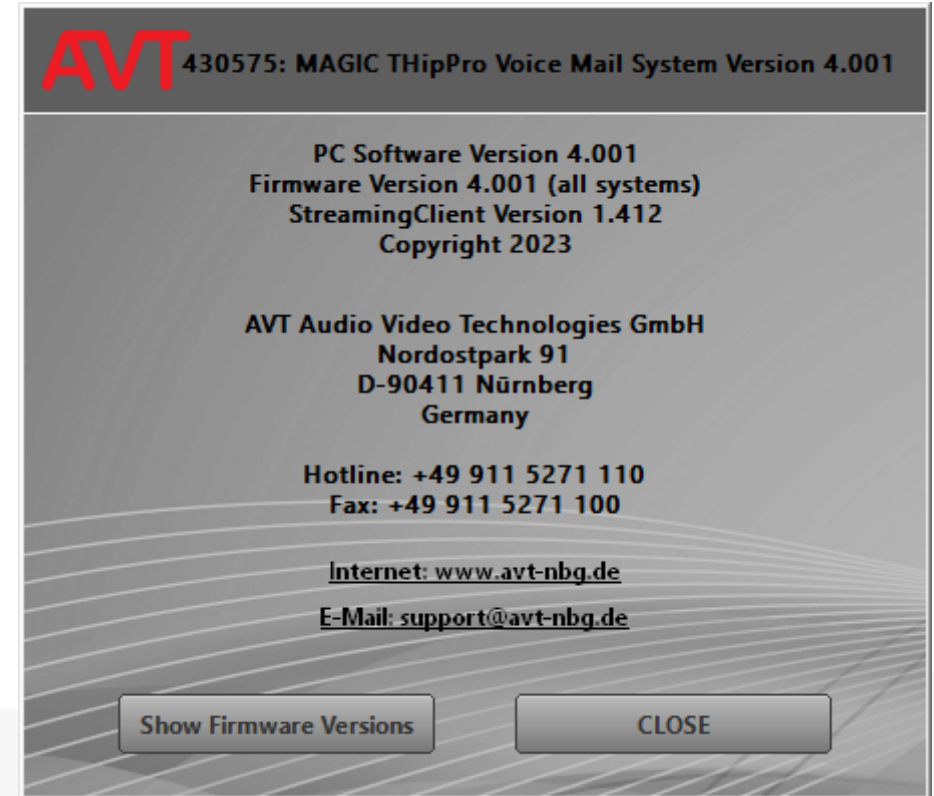 AVT
430575: MAGIC THipPro Voice Mail System Version 4.001
PC Software Version 4.001
Firmware Version 4.001 (all systems)
StreamingClient Version 1.412
Copyright 2023
AVT Audio Video Technologies GmbH
Nordostpark 91
D-90411 Nürnberg
Germany
Hotline: +49 911 5271 110
Fax: +49 911 5271 100
Internet: www.avt-nbg.de
E-Mail: support@avt-nbg.de
Show Firmware Versions
CLOSE